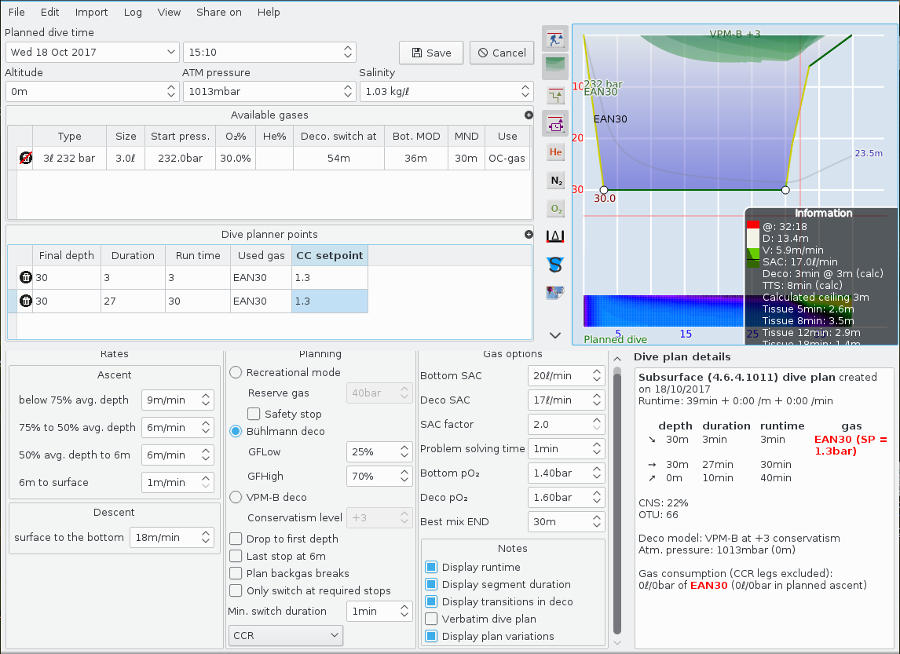 File Edit Import Log View Share on Help
Planned dive time
Wed 18 Oct 2017 15:10 Save Cancel
Altitude ATM pressure Salinity
0m 1013mbar 1.03 kg/ℓ
Available gases
Type Size Start press. O₂% He% Deco. switch at Bot. MOD MND Use
3ℓ 232 bar 3.0ℓ 232.0bar 30.0% 54m 36m 30m OC-gas
Dive planner points
Final depth Duration Run time Used gas CC setpoint
30 3 3 EAN30 1.3
30 27 30 EAN30 1.3
He
N₂
O₂
VPM-B +3
232 bar
10
EAN30
EAN30
20
23.5m
30
30.0
5 15 25
Planned dive
Information
@: 32:18
D: 13.4m
V: 5.9m/min
SAC: 17.0ℓ/min
Deco: 3min @ 3m (calc)
TTS: 8min (calc)
Calculated ceiling 3m
Tissue 5min: 2.6m
Tissue 8min: 3.5m
Tissue 12min: 2.9m
Tissue 18min: 1.4m
Rates
Ascent
below 75% avg. depth 9m/min
75% to 50% avg. depth 6m/min
50% avg. depth to 6m 6m/min
6m to surface 1m/min
Descent
surface to the bottom 18m/min
Planning
Recreational mode
Reserve gas 40bar
Safety stop
Bühlmann deco
GFLow 25%
GFHigh 70%
VPM-B deco
Conservatism level +3
Drop to first depth
Last stop at 6m
Plan backgas breaks
Only switch at required stops
Min. switch duration 1min
CCR
Gas options
Bottom SAC 20ℓ/min
Deco SAC 17ℓ/min
SAC factor 2.0
Problem solving time 1min
Bottom pO₂ 1.40bar
Deco pO₂ 1.60bar
Best mix END 30m
Notes
Display runtime
Display segment duration
Display transitions in deco
Verbatim dive plan
Display plan variations
Dive plan details
Subsurface (4.6.4.1011) dive plan created
on 18/10/2017
Runtime: 39min + 0:00 /m + 0:00 /min
depth duration runtime gas
➘ 30m 3min 3min EAN30 (SP =
1.3bar)
➙ 30m 27min 30min
➚ 0m 10min 40min
CNS: 22%
OTU: 66
Deco model: VPM-B at +3 conservatism
Atm. pressure: 1013mbar (0m)
Gas consumption (CCR legs excluded):
0ℓ/0bar of EAN30 (0ℓ/0bar in planned ascent)